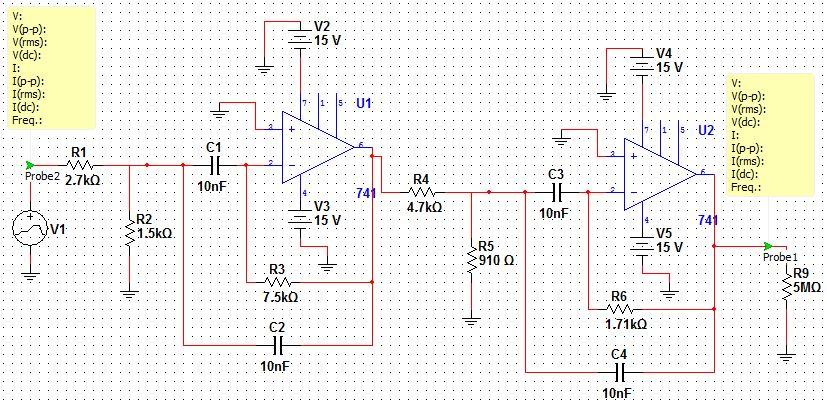 V:
V(p-p):
V(rms):
V(dc):
I:
I(p-p):
I(rms):
I(dc):
Freq.:
Probe2
V1
R1
2.7kΩ
R2
1.5kΩ
C1
10nF
V2
15 V
3
2
7
1
5
6
4
U1
741
V3
15 V
R3
7.5kΩ
C2
10nF
R4
4.7kΩ
R5
910 Ω
C3
10nF
V4
15 V
3
2
7
1
5
6
4
U2
741
V5
15 V
R6
1.71kΩ
C4
10nF
V:
V(p-p):
V(rms):
V(dc):
I:
I(p-p):
I(rms):
I(dc):
Freq.:
Probe1
R9
5MΩ